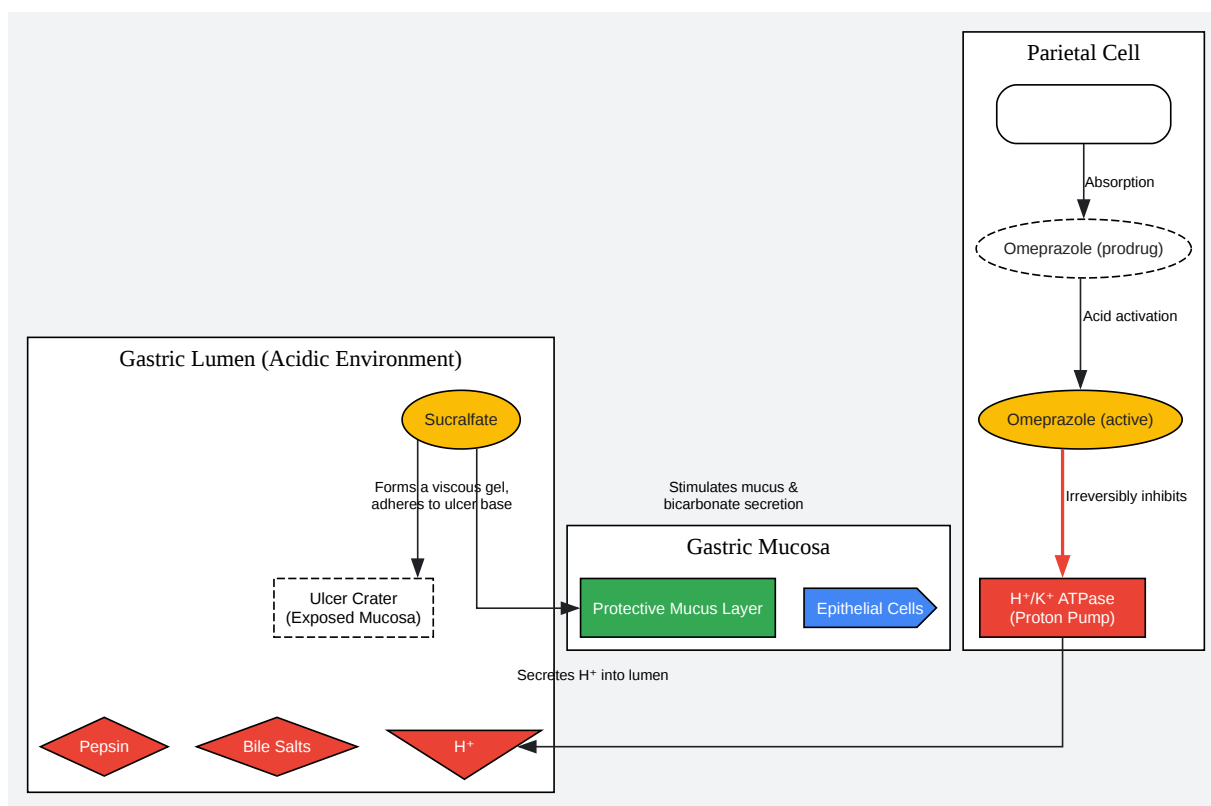 Parietal Cell
Absorption
Omeprazole (prodrug)
Acid activation
Gastric Lumen (Acidic Environment)
Sucralfate
Omeprazole (active)
Forms a viscous gel,
adheres to ulcer base
Stimulates mucus &
bicarbonate secretion
Irreversibly inhibits
Gastric Mucosa
Ulcer Crater
(Exposed Mucosa)
Protective Mucus Layer
Epithelial Cells
H⁺/K⁺ ATPase
(Proton Pump)
Secretes H⁺ into lumen
Pepsin
Bile Salts
H⁺